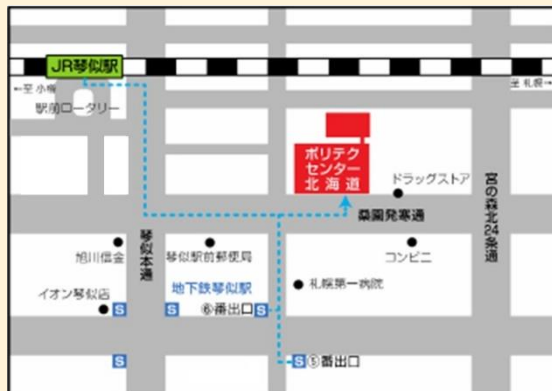 JR琴似駅
←至 小樽
至 札幌→
駅前ロータリー
ポリテク
センター
北海道
ドラッグストア
宮の森北24条通
桑園発寒通
琴似本通
旭川信金
琴似駅前郵便局
コンビニ
地下鉄琴似駅
札幌第一病院
イオン琴似店
S
S
⑥番出口
S
S
S
⑤番出口